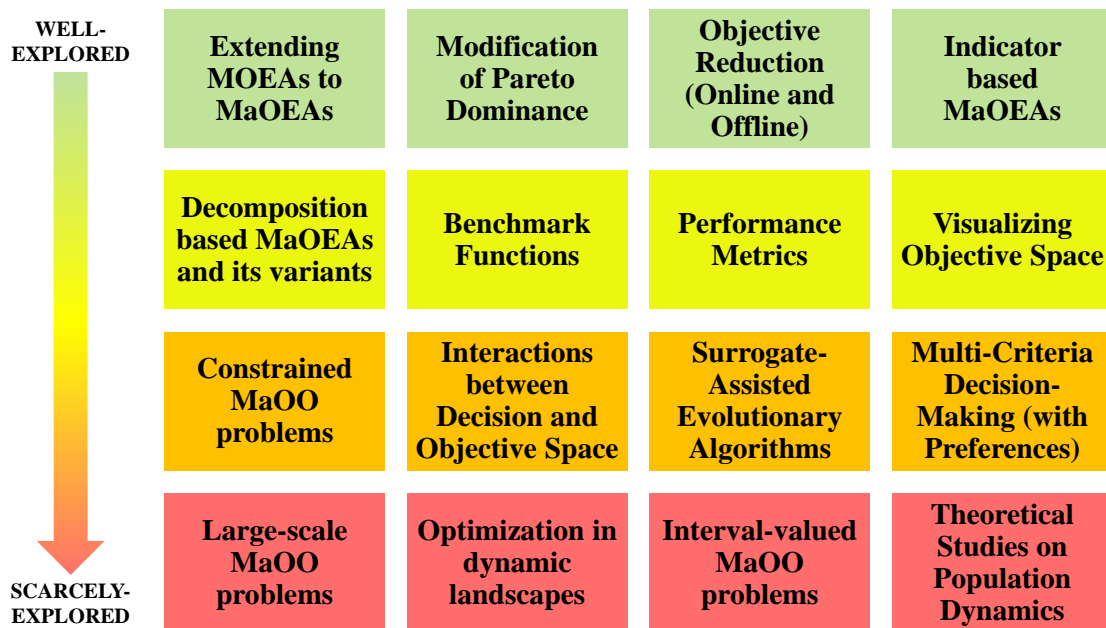 WELL-
EXPLORED
Extending
MOEAs to
MaOEAs
Modification
of Pareto
Dominance
Objective
Reduction
(Online and
Offline)
Indicator
based
MaOEAs
Decomposition
based MaOEAs
and its variants
Benchmark
Functions
Performance
Metrics
Visualizing
Objective Space
Constrained
MaOO
problems
Interactions
between
Decision and
Objective Space
Surrogate-
Assisted
Evolutionary
Algorithms
Multi-Criteria
Decision-
Making (with
Preferences)
Large-scale
MaOO
problems
Optimization in
dynamic
landscapes
Interval-valued
MaOO
problems
Theoretical
Studies on
Population
Dynamics
SCARCELY-
EXPLORED